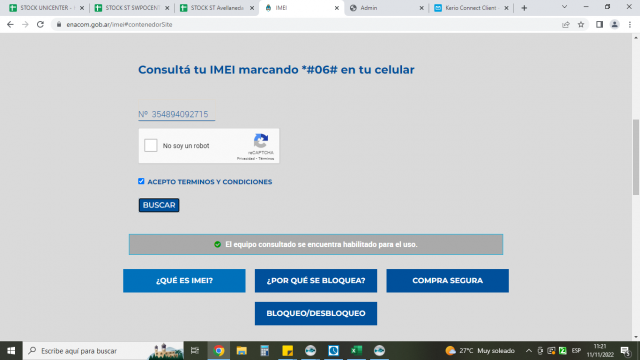 STOCK UNICENTER - S
STOCK ST SWPOCENT
STOCK ST Avellaneda
IMEI
Admin
Kerio Connect Client
enacom.gob.ar/imei#contenedorSite
Consultá tu IMEI marcando *#06# en tu celular
Nº 354894092715
No soy un robot
reCAPTCHA
Privacidad - Términos
ACEPTO TERMINOS Y CONDICIONES
BUSCAR
El equipo consultado se encuentra habilitado para el uso.
¿QUÉ ES IMEI?
¿POR QUÉ SE BLOQUEA?
COMPRA SEGURA
BLOQUEO/DESBLOQUEO
Escribe aquí para buscar
27°C Muy soleado
ESP
11:21
11/11/2022